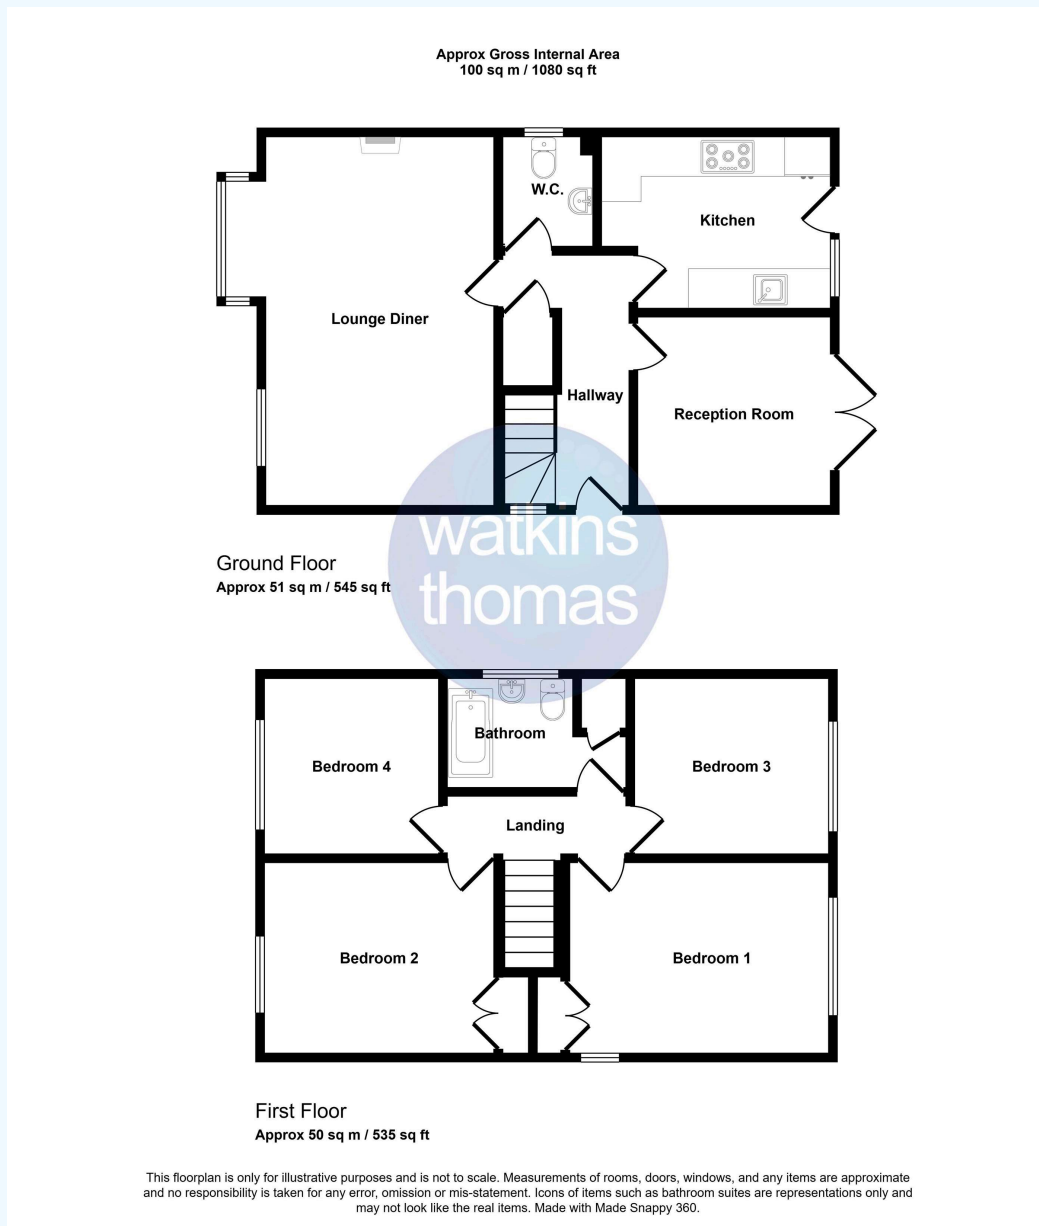 Approx Gross Internal Area
100 sq m / 1080 sq ft
W.C.
Kitchen
Lounge Diner
Hallway
Reception Room
watkins
thomas
Ground Floor
Approx 51 sq m / 545 sq ft
Bathroom
Bedroom 4
Bedroom 3
Landing
Bedroom 2
Bedroom 1
First Floor
Approx 50 sq m / 535 sq ft
This floorplan is only for illustrative purposes and is not to scale. Measurements of rooms, doors, windows, and any items are approximate
and no responsibility is taken for any error, omission or mis-statement. Icons of items such as bathroom suites are representations only and
may not look like the real items. Made with Made Snappy 360.